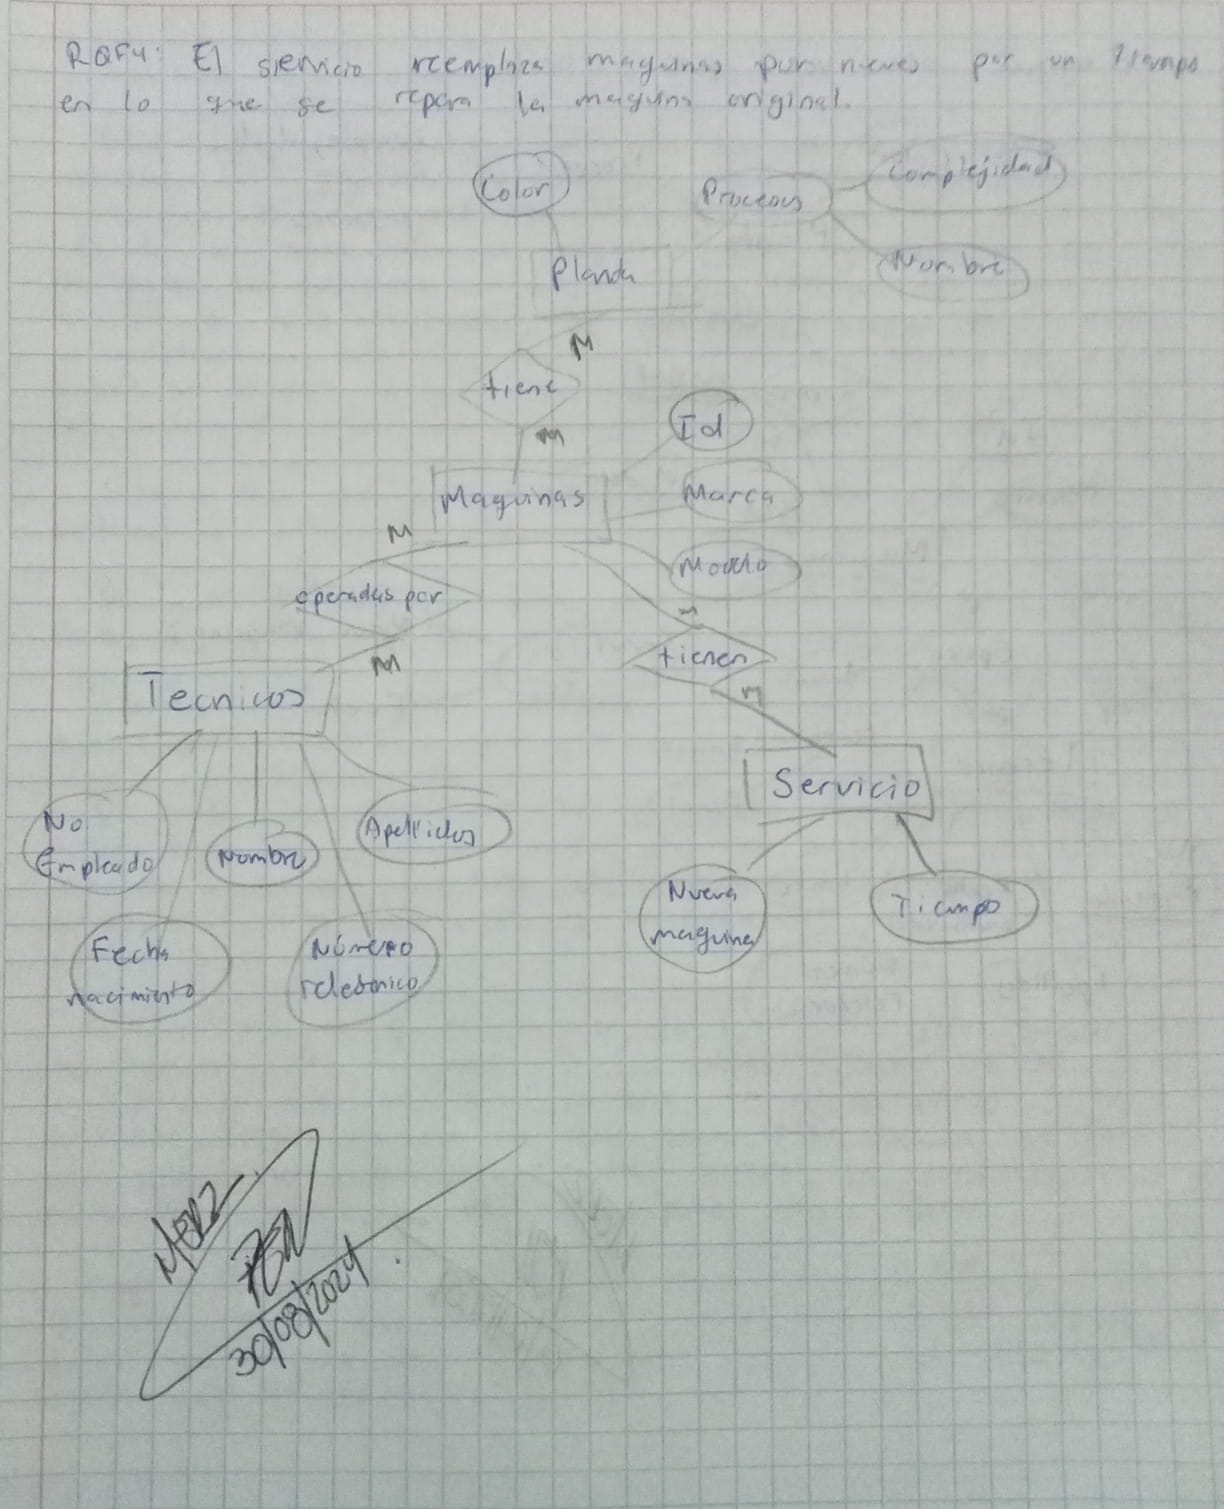 RQF4: El servicio reemplaza maquinas por nuevas por un tiempo
en lo que se repara la maquina original.
Color
Procesos
Complejidad
Nombre
Planda
M
tiene
M
Id
Maquinas
Marca
M
Modelo
operadas por
M
tienen
M
M
Tecnicos
Servicio
No.
Empleado
Nombre
Apellidos
Nueva
maquina
Tiempo
Fecha
nacimiento
Número
telefonico
30/08/2024